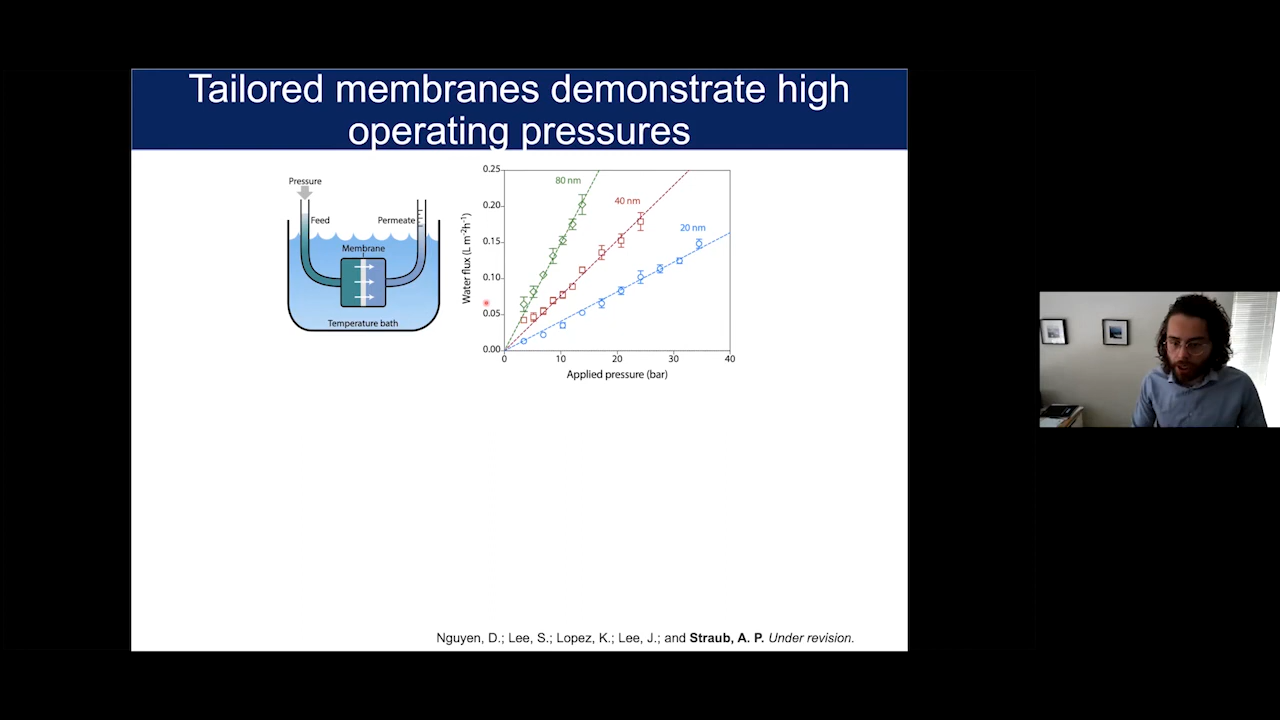 Tailored membranes demonstrate high
operating pressures
Pressure
Feed
Permeate
Membrane
Temperature bath
Water flux (L m⁻²h⁻¹)
0.25
0.20
0.15
0.10
0.05
0.00
80 nm
40 nm
20 nm
0
10
20
30
40
Applied pressure (bar)
Nguyen, D.; Lee, S.; Lopez, K.; Lee, J.; and Straub, A. P. Under revision.